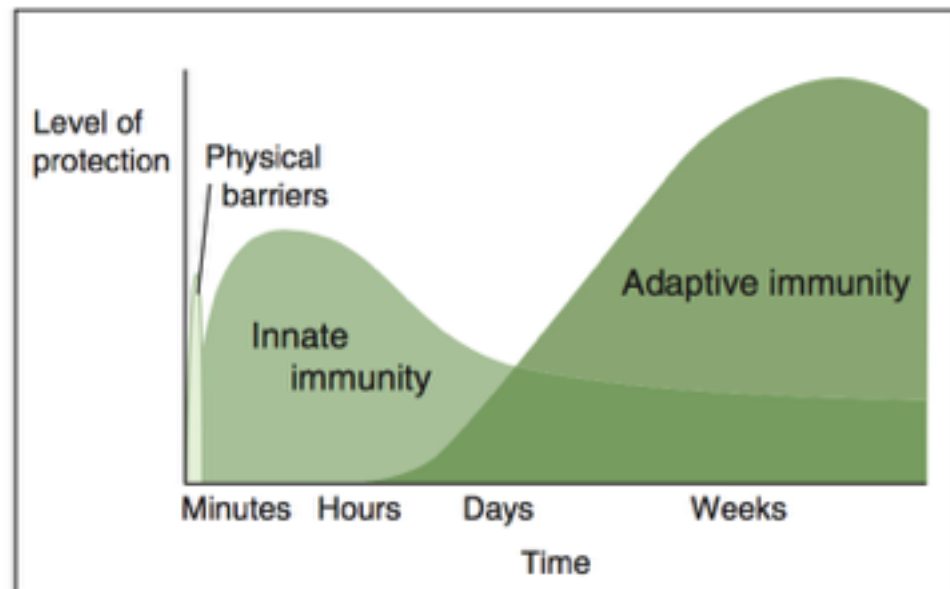 Level of
protection
Physical
barriers
Innate
immunity
Adaptive immunity
Minutes Hours Days Weeks
Time